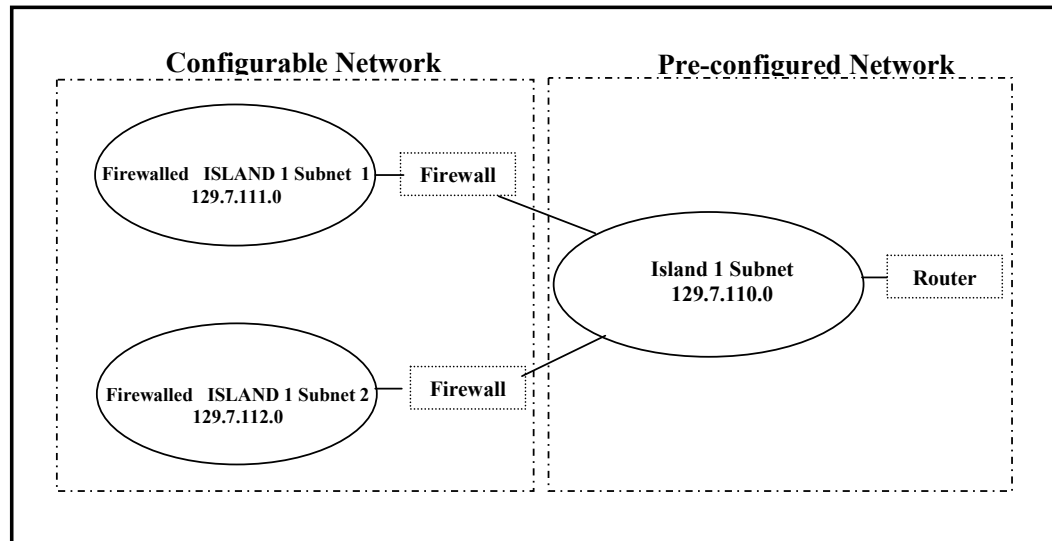 Configurable Network
Pre-configured Network
Firewalled ISLAND 1 Subnet 1
129.7.111.0
Firewall
Island 1 Subnet
129.7.110.0
Router
Firewalled ISLAND 1 Subnet 2
129.7.112.0
Firewall